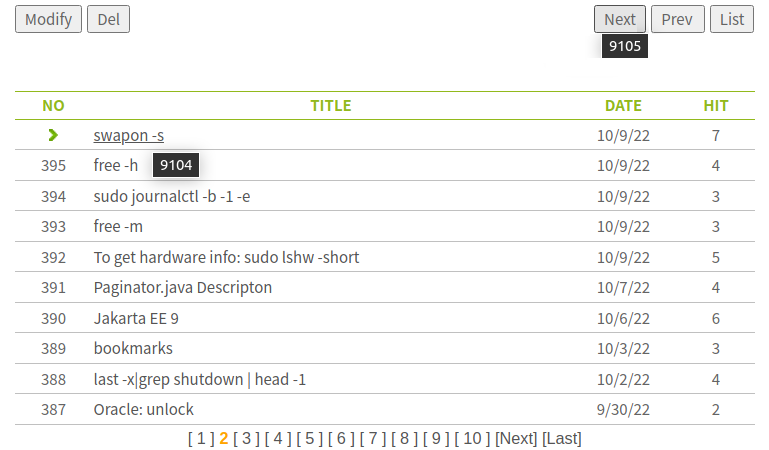 Modify Del Next Prev List
9105
NO TITLE DATE HIT
swapon -s 10/9/22 7
395 free -h 9104 10/9/22 4
394 sudo journalctl -b -1 -e 10/9/22 3
393 free -m 10/9/22 3
392 To get hardware info: sudo lshw -short 10/9/22 5
391 Paginator.java Descripton 10/7/22 4
390 Jakarta EE 9 10/6/22 6
389 bookmarks 10/3/22 3
388 last -x|grep shutdown | head -1 10/2/22 4
387 Oracle: unlock 9/30/22 2
[ 1 ] 2 [ 3 ] [ 4 ] [ 5 ] [ 6 ] [ 7 ] [ 8 ] [ 9 ] [ 10 ] [Next] [Last]